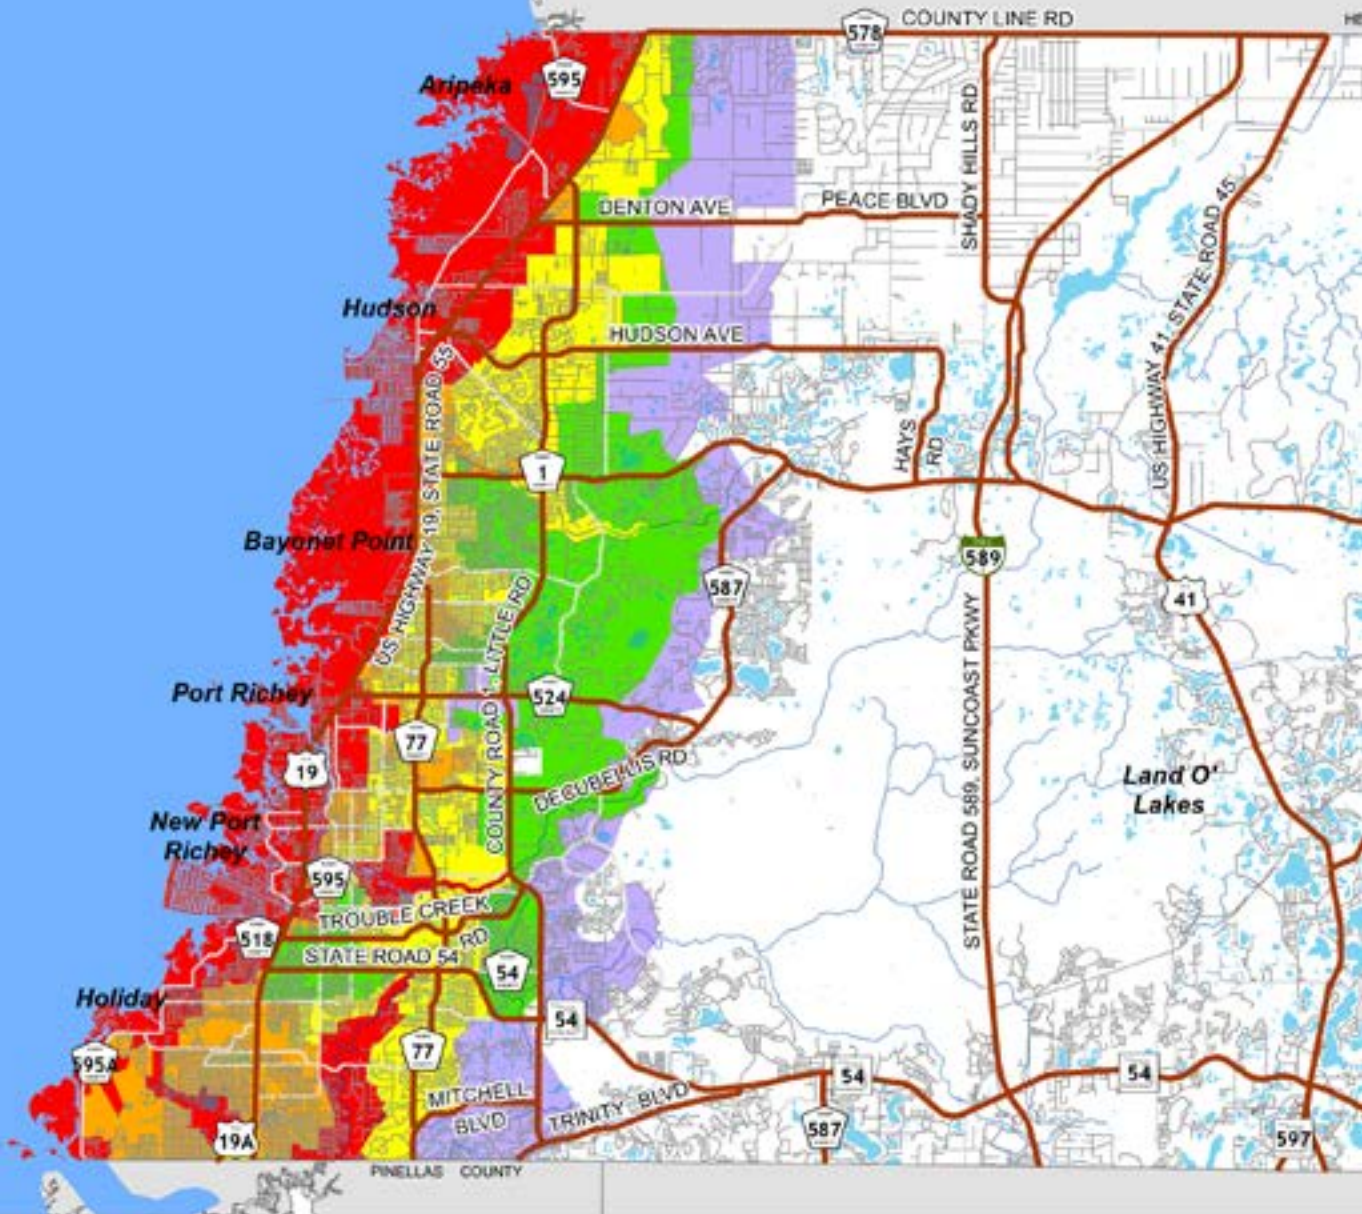 COUNTY LINE RD
HE
578
Aripeka
595
SHADY HILLS RD
DENTON AVE
PEACE BLVD
US HIGHWAY 41, STATE ROAD 45
Hudson
HUDSON AVE
US HIGHWAY 19, STATE ROAD 55
HAYS
RD
1
Bayonet Point
589
587
41
COUNTY ROAD 1, LITTLE RD
STATE ROAD 589, SUNCOAST PKWY
Port Richey
524
77
19
DECUBELLIS RD
Land O'
Lakes
New Port
Richey
595
TROUBLE CREEK
RD
518
STATE ROAD 54
54
Holiday
54
595A
77
54
54
MITCHELL
BLVD
TRINITY BLVD
19A
587
597
PINELLAS COUNTY